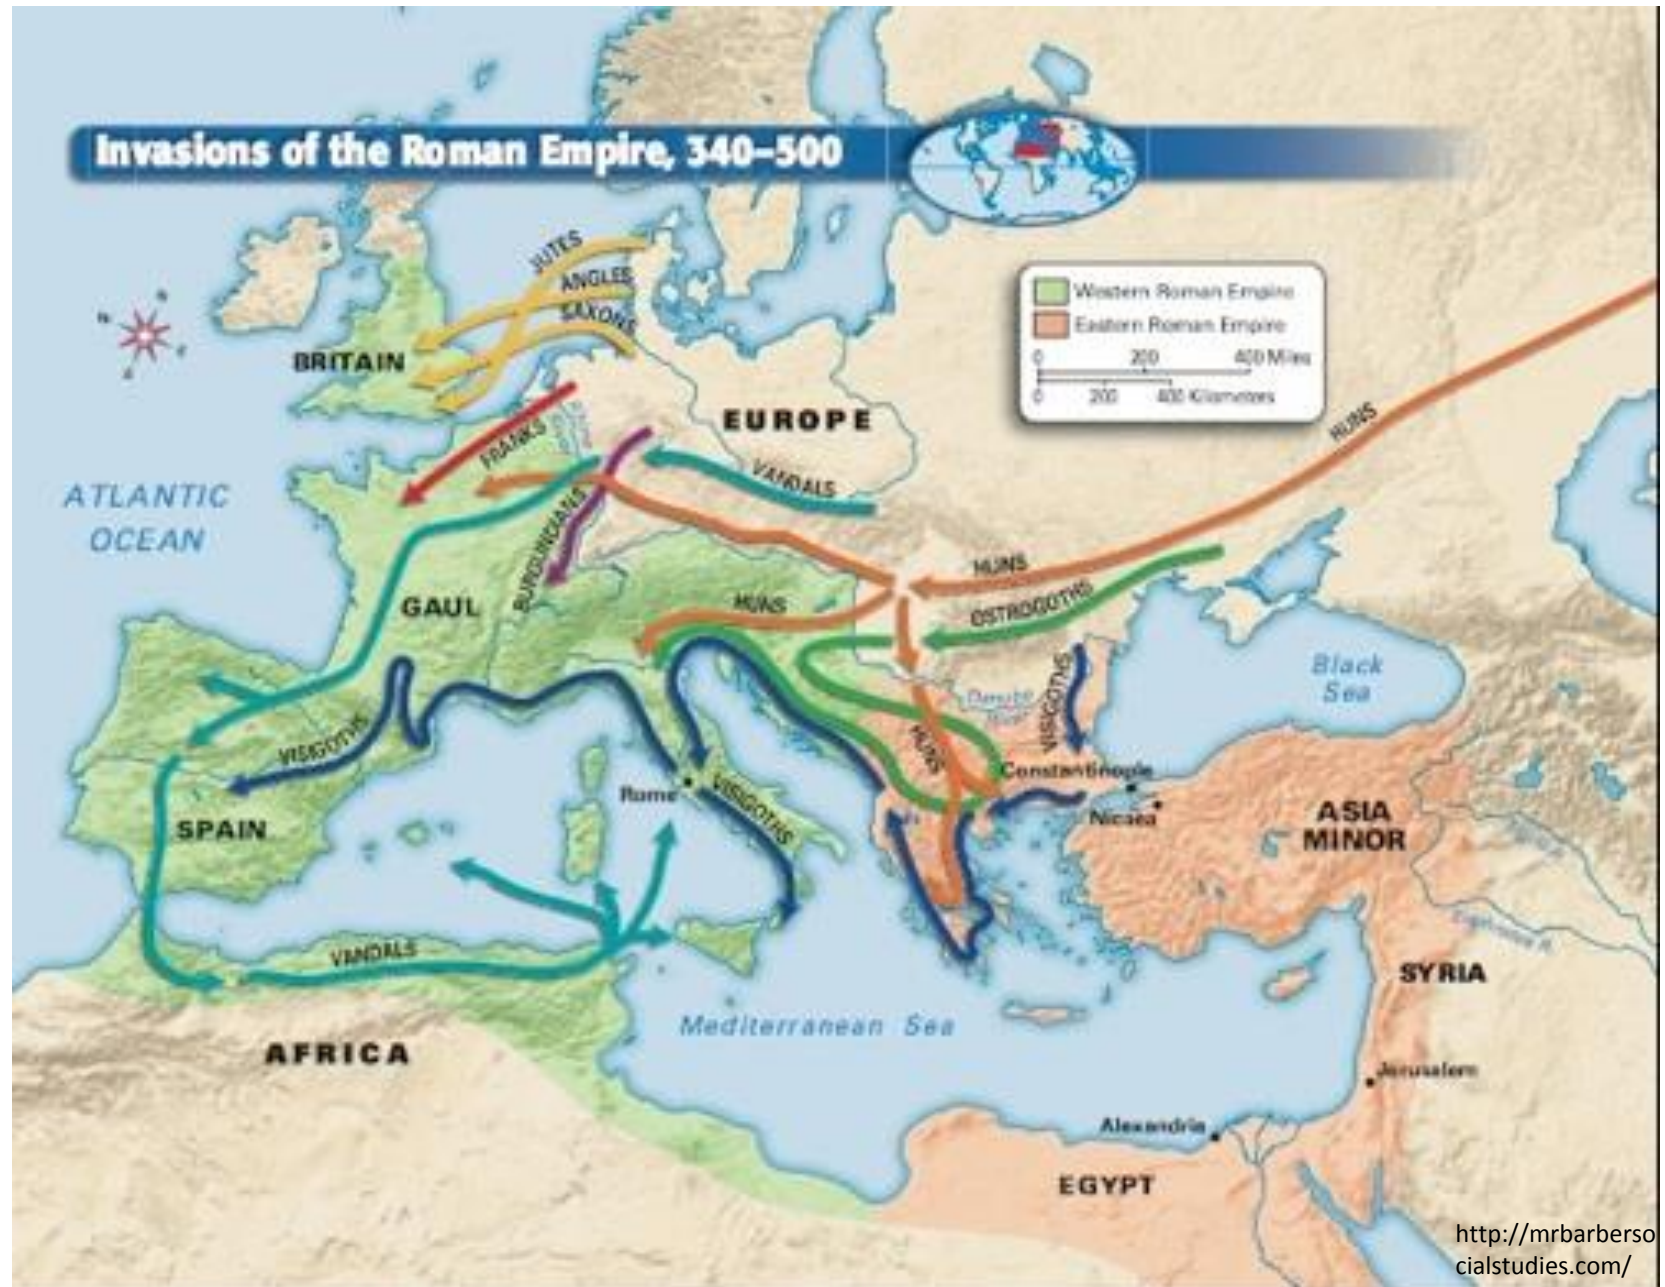 Invasions of the Roman Empire, 340–500
JUTES
ANGLES
SAXONS
Western Roman Empire
Eastern Roman Empire
0 200 400 Miles
0 200 400 Kilometers
BRITAIN
EUROPE
HUNS
FRANKS
VANDALS
ATLANTIC
OCEAN
BURGUNDIANS
HUNS
OSTROGOTHS
GAUL
HUNS
Black
Sea
Danube
River
VISIGOTHS
VISIGOTHS
HUNS
Constantinople
Rome
VISIGOTHS
Nicaea
ASIA
MINOR
SPAIN
VANDALS
Euphrates R.
SYRIA
Mediterranean Sea
AFRICA
Jerusalem
Alexandria
EGYPT
http://mrbarberso
cialstudies.com/